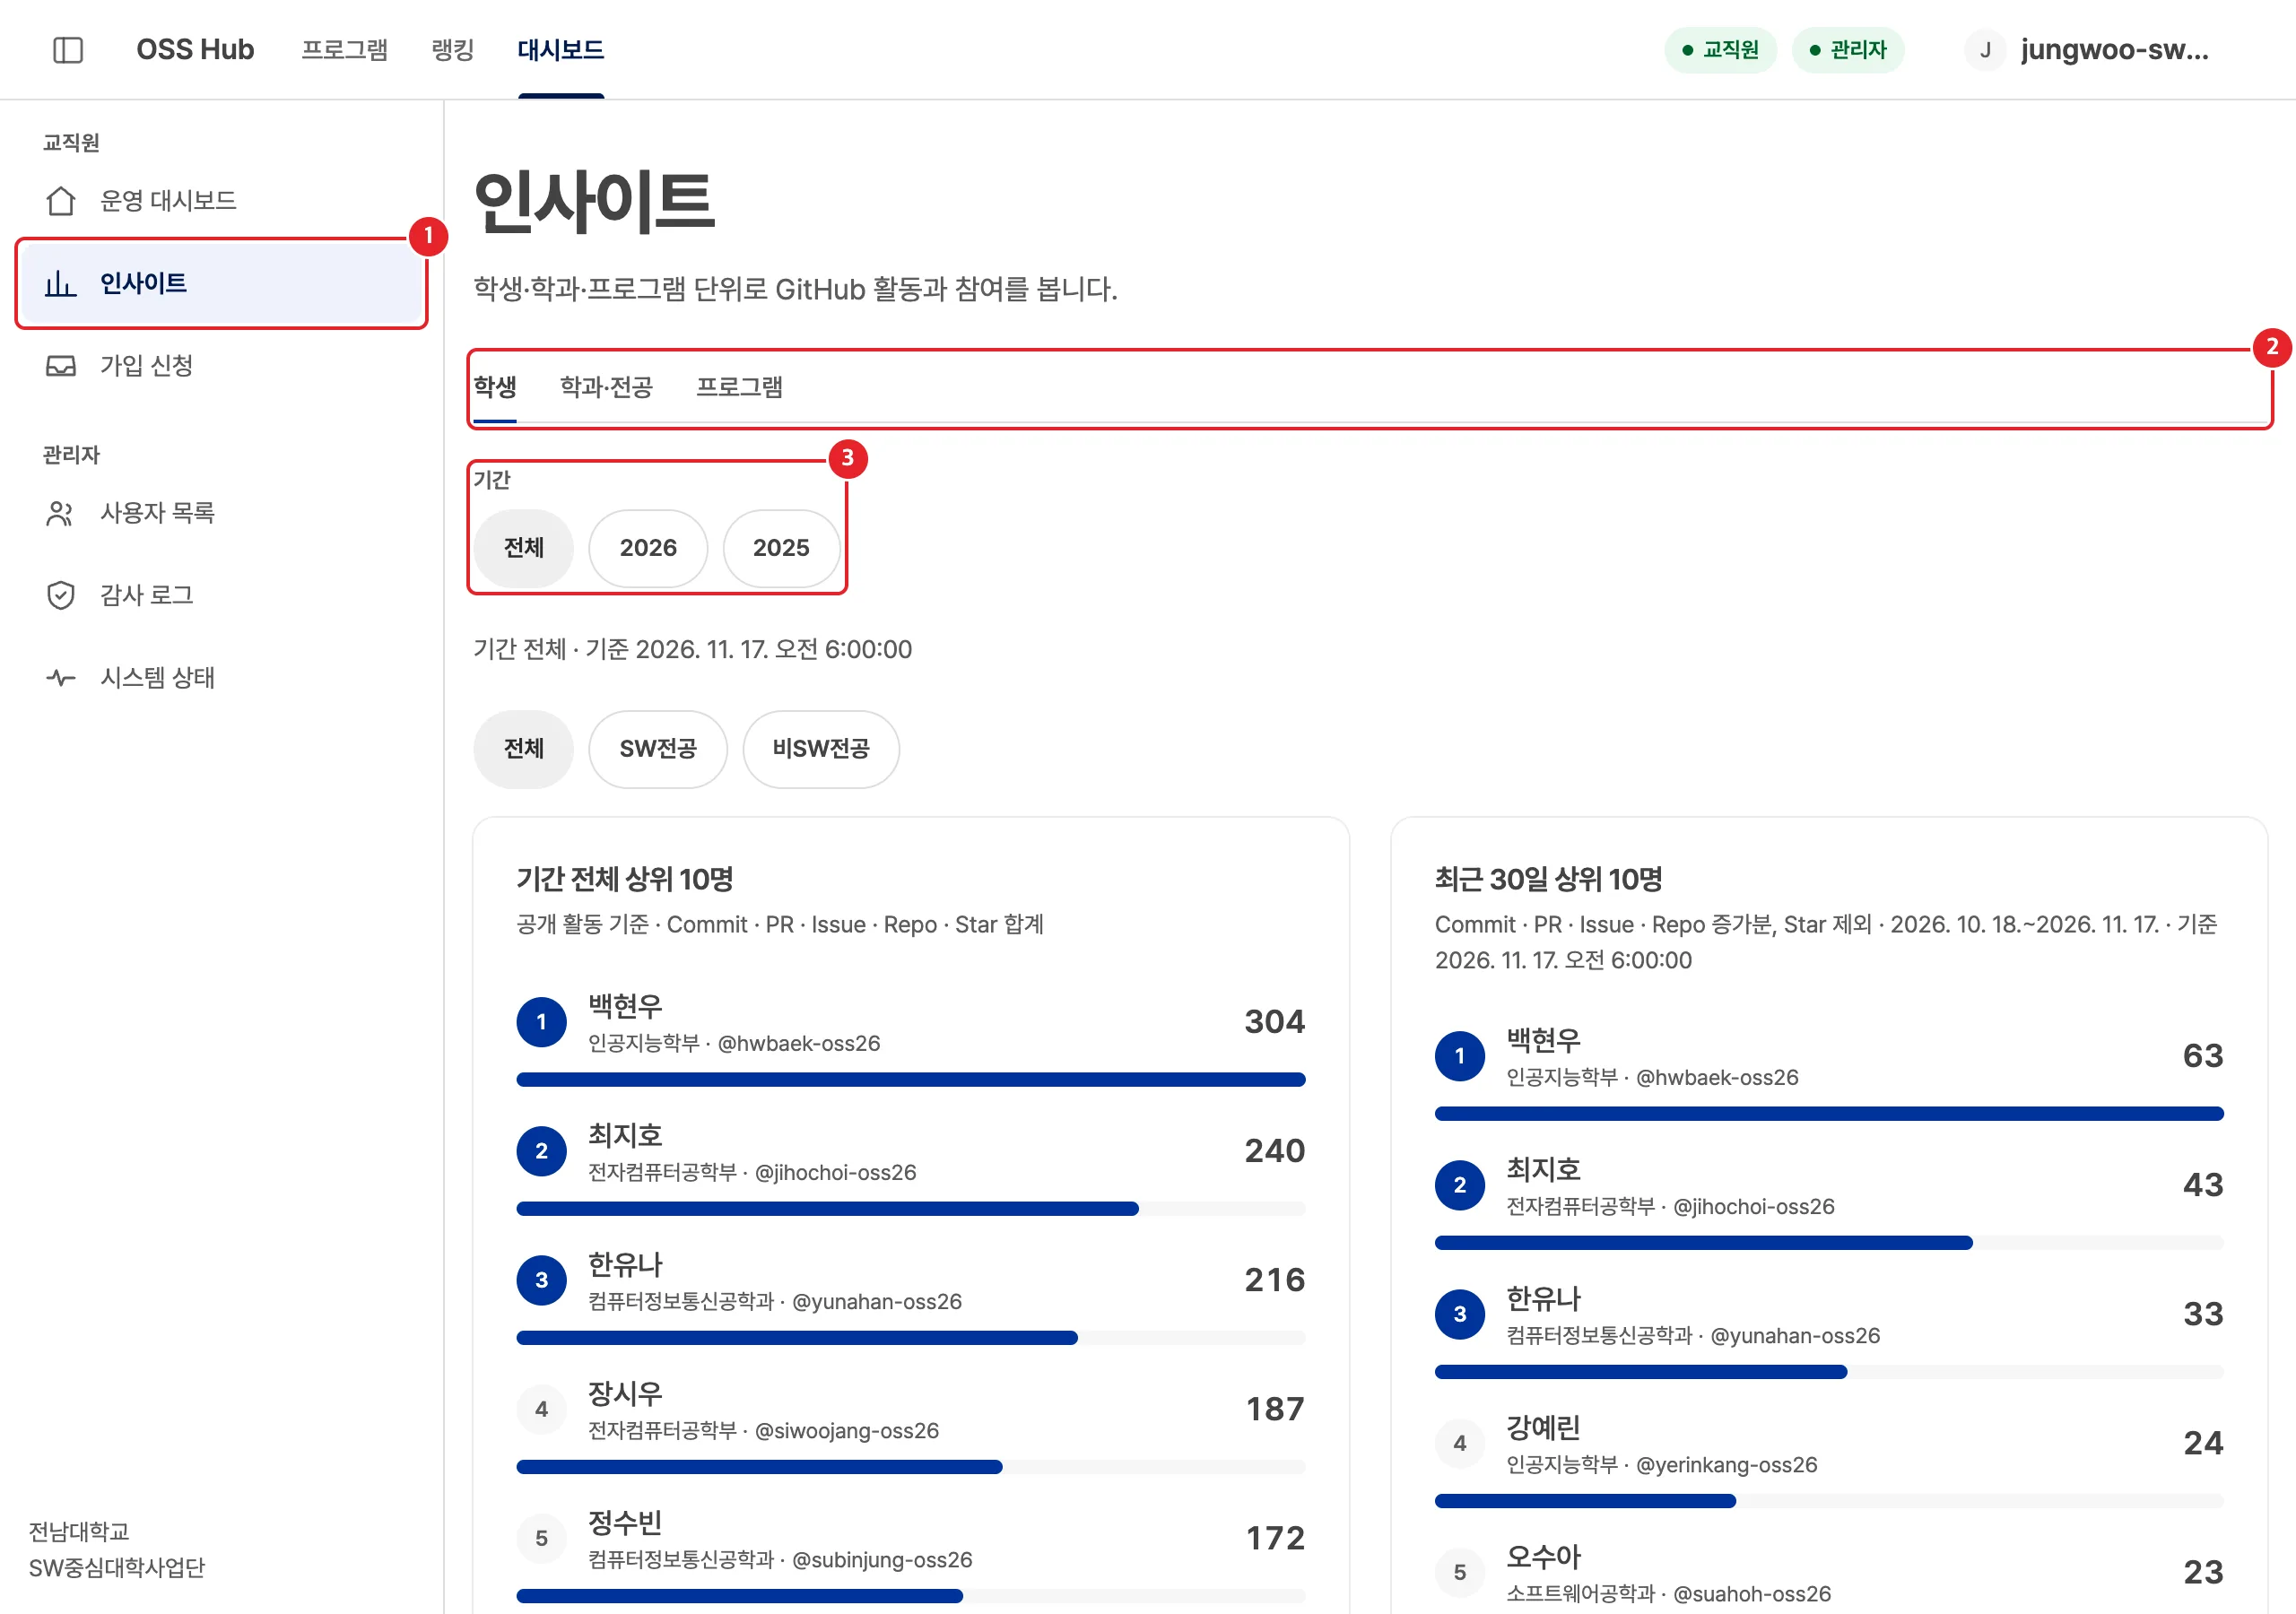 OSS Hub
프로그램
랭킹
대시보드
교직원
관리자
J
jungwoo-sw...
교직원
운영 대시보드
1
인사이트
가입 신청
관리자
사용자 목록
감사 로그
시스템 상태
전남대학교
SW중심대학사업단
인사이트
학생·학과·프로그램 단위로 GitHub 활동과 참여를 봅니다.
2
학생
학과·전공
프로그램
3
기간
전체
2026
2025
기간 전체 · 기준 2026. 11. 17. 오전 6:00:00
전체
SW전공
비SW전공
기간 전체 상위 10명
공개 활동 기준 · Commit · PR · Issue · Repo · Star 합계
1
백현우
인공지능학부 · @hwbaek-oss26
304
2
최지호
전자컴퓨터공학부 · @jihochoi-oss26
240
3
한유나
컴퓨터정보통신공학과 · @yunahan-oss26
216
4
장시우
전자컴퓨터공학부 · @siwoojang-oss26
187
5
정수빈
컴퓨터정보통신공학과 · @subinjung-oss26
172
최근 30일 상위 10명
Commit · PR · Issue · Repo 증가분, Star 제외 · 2026. 10. 18.~2026. 11. 17. · 기준
2026. 11. 17. 오전 6:00:00
1
백현우
인공지능학부 · @hwbaek-oss26
63
2
최지호
전자컴퓨터공학부 · @jihochoi-oss26
43
3
한유나
컴퓨터정보통신공학과 · @yunahan-oss26
33
4
강예린
인공지능학부 · @yerinkang-oss26
24
5
오수아
소프트웨어공학과 · @suahoh-oss26
23